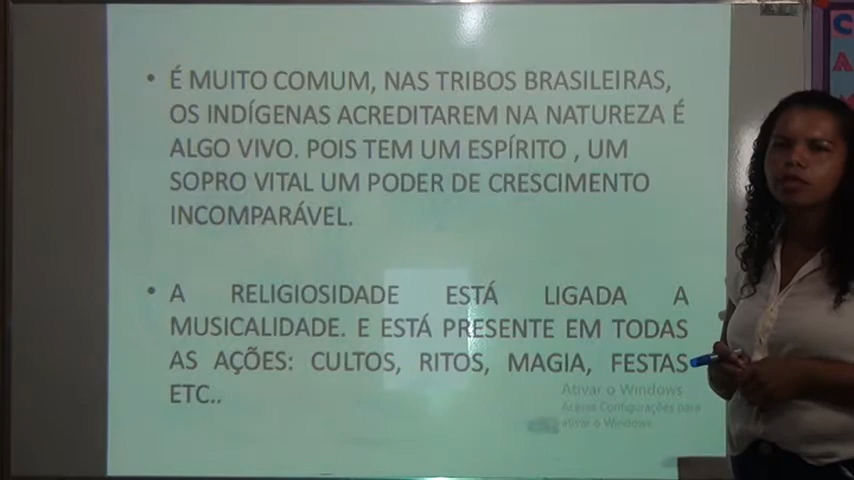 • É MUITO COMUM, NAS TRIBOS BRASILEIRAS,
OS INDÍGENAS ACREDITAREM NA NATUREZA É
ALGO VIVO. POIS TEM UM ESPÍRITO , UM
SOPRO VITAL UM PODER DE CRESCIMENTO
INCOMPARÁVEL.
• A RELIGIOSIDADE ESTÁ LIGADA A
MUSICALIDADE. E ESTÁ PRESENTE EM TODAS
AS AÇÕES: CULTOS, RITOS, MAGIA, FESTAS
ETC..
Ativar o Windows
Acesse Configurações para
ativar o Windows.
C
A